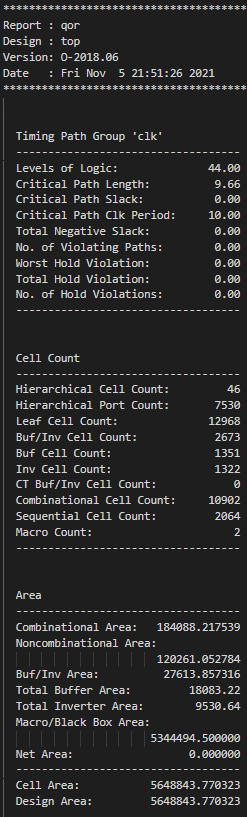 ****************************************
Report : qor
Design : top
Version: O-2018.06
Date   : Fri Nov  5 21:51:26 2021
****************************************
Timing Path Group 'clk'
-----------------------------------
Levels of Logic:              44.00
Critical Path Length:          9.66
Critical Path Slack:           0.00
Critical Path Clk Period:     10.00
Total Negative Slack:          0.00
No. of Violating Paths:        0.00
Worst Hold Violation:          0.00
Total Hold Violation:          0.00
No. of Hold Violations:        0.00
-----------------------------------
Cell Count
-----------------------------------
Hierarchical Cell Count:         46
Hierarchical Port Count:       7530
Leaf Cell Count:              12968
Buf/Inv Cell Count:            2673
Buf Cell Count:                1351
Inv Cell Count:                1322
CT Buf/Inv Cell Count:            0
Combinational Cell Count:     10902
Sequential Cell Count:         2064
Macro Count:                      2
-----------------------------------
Area
-----------------------------------
Combinational Area:   184088.217539
Noncombinational Area:
                      120261.052784
Buf/Inv Area:          27613.857316
Total Buffer Area:         18083.22
Total Inverter Area:        9530.64
Macro/Black Box Area:
                     5344494.500000
Net Area:                  0.000000
-----------------------------------
Cell Area:           5648843.770323
Design Area:         5648843.770323